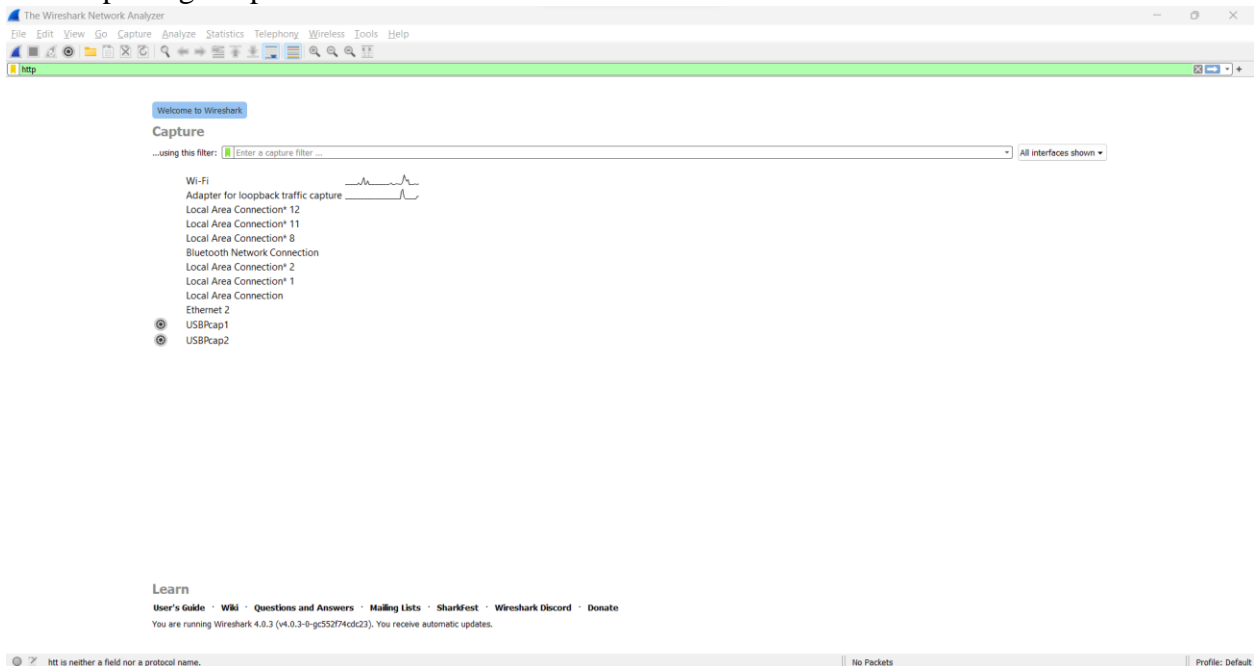 The Wireshark Network Analyzer
File Edit View Go Capture Analyze Statistics Telephony Wireless Tools Help
http
Welcome to Wireshark
Capture
...using this filter: Enter a capture filter ... All interfaces shown
Wi-Fi
Adapter for loopback traffic capture
Local Area Connection* 12
Local Area Connection* 11
Local Area Connection* 8
Bluetooth Network Connection
Local Area Connection* 2
Local Area Connection* 1
Local Area Connection
Ethernet 2
USBPcap1
USBPcap2
Learn
User's Guide · Wiki · Questions and Answers · Mailing Lists · SharkFest · Wireshark Discord · Donate
You are running Wireshark 4.0.3 (v4.0.3-0-gc552f74cdc23). You receive automatic updates.
htt is neither a field nor a protocol name. No Packets Profile: Default